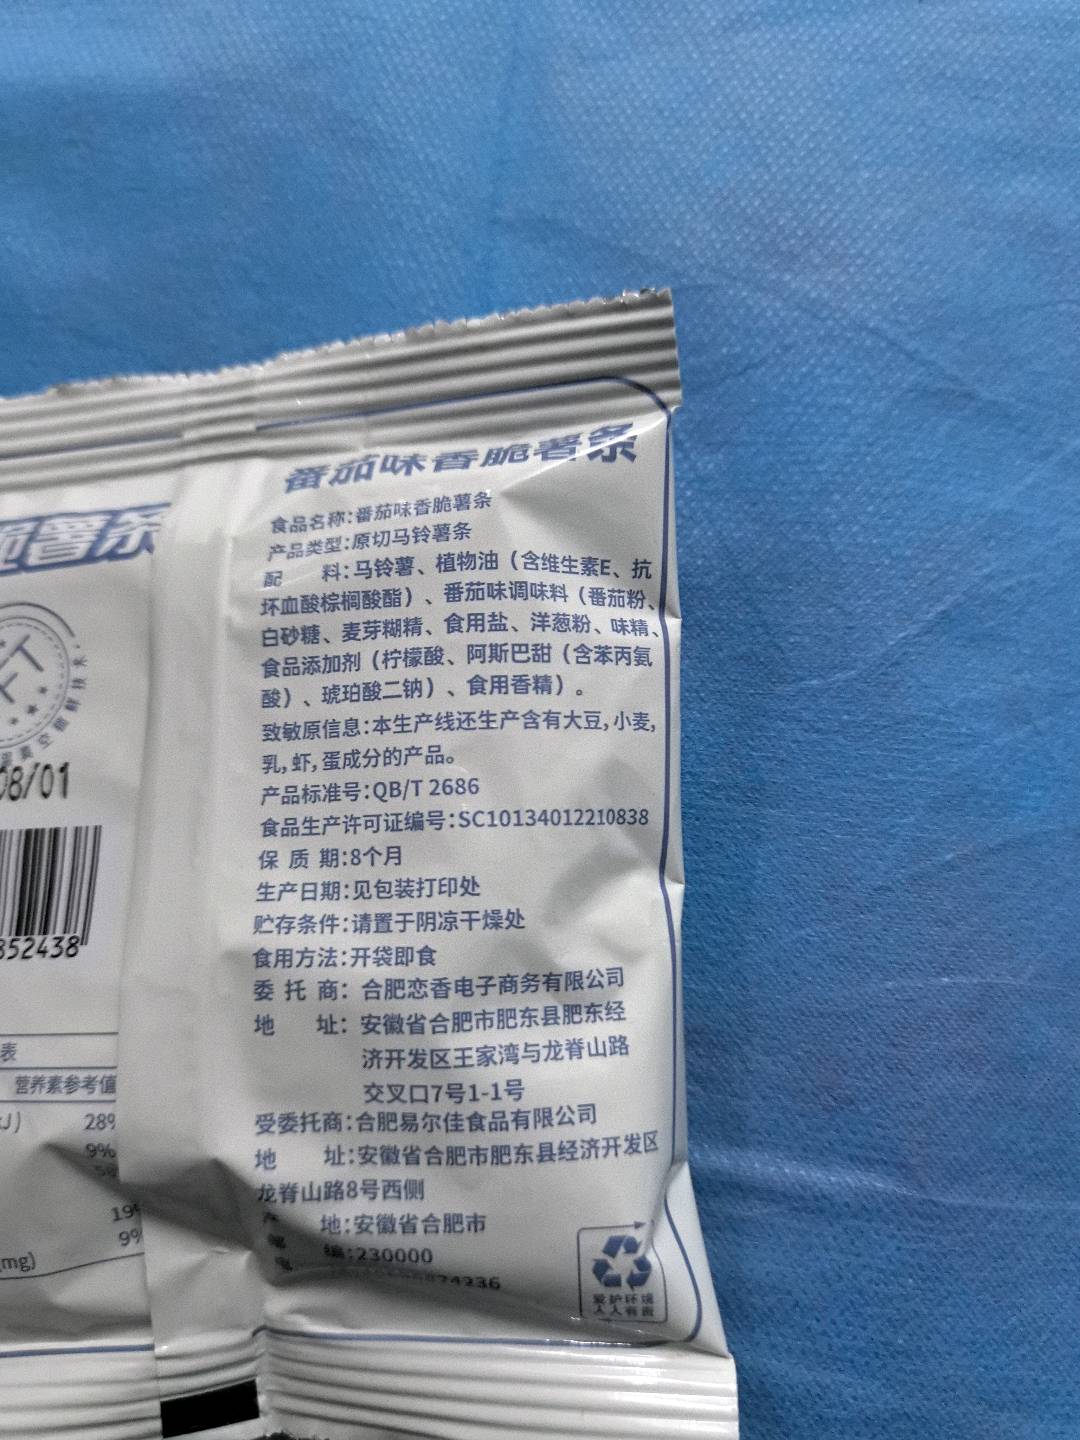 番茄味香脆薯条
食品名称:番茄味香脆薯条
产品类型:原切马铃薯条
配 料:马铃薯、植物油（含维生素E、抗
坏血酸棕榈酸酯）、番茄味调味料（番茄粉、
白砂糖、麦芽糊精、食用盐、洋葱粉、味精、
食品添加剂（柠檬酸、阿斯巴甜（含苯丙氨
酸）、琥珀酸二钠）、食用香精）。
致敏原信息:本生产线还生产含有大豆,小麦,
乳,虾,蛋成分的产品。
产品标准号:QB/T 2686
食品生产许可证编号:SC10134012210838
保 质 期:8个月
生产日期:见包装打印处
贮存条件:请置于阴凉干燥处
食用方法:开袋即食
委 托 商: 合肥恋香电子商务有限公司
地 址: 安徽省合肥市肥东县肥东经
济开发区王家湾与龙脊山路
交叉口7号1-1号
受委托商:合肥易尔佳食品有限公司
地 址:安徽省合肥市肥东县经济开发区
龙脊山路8号西侧
产 地:安徽省合肥市
邮 编:230000
74236
爱护环境
人人有责
脆薯条
08/01
852438
表
营养素参考值
28%
9%
5%
19%
9%
(mg)